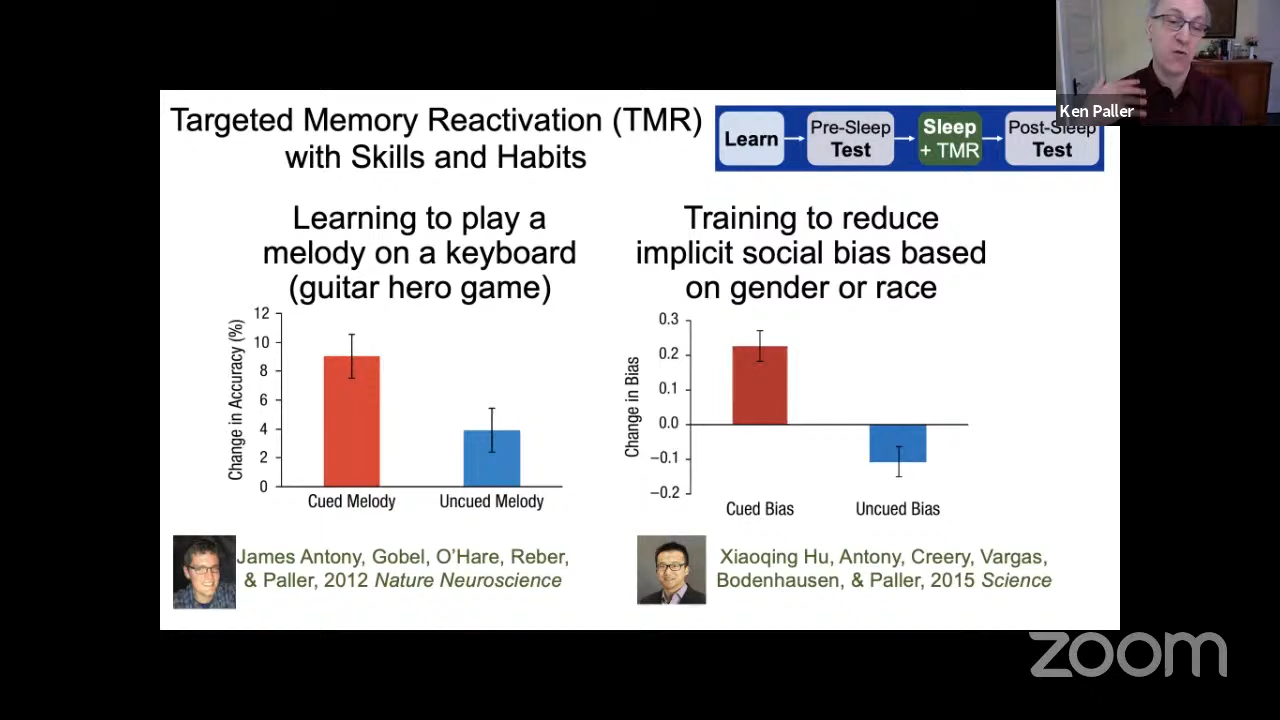 Targeted Memory Reactivation (TMR)
with Skills and Habits
Learn
Pre-Sleep
Test
Sleep
+ TMR
Post-Sleep
Test
Ken Paller
Learning to play a
melody on a keyboard
(guitar hero game)
Change in Accuracy (%)
12
10
8
6
4
2
0
Cued Melody
Uncued Melody
James Antony, Gobel, O'Hare, Reber,
& Paller, 2012 Nature Neuroscience
Training to reduce
implicit social bias based
on gender or race
Change in Bias
0.3
0.2
0.1
0.0
−0.1
−0.2
Cued Bias
Uncued Bias
Xiaoqing Hu, Antony, Creery, Vargas,
Bodenhausen, & Paller, 2015 Science
zoom